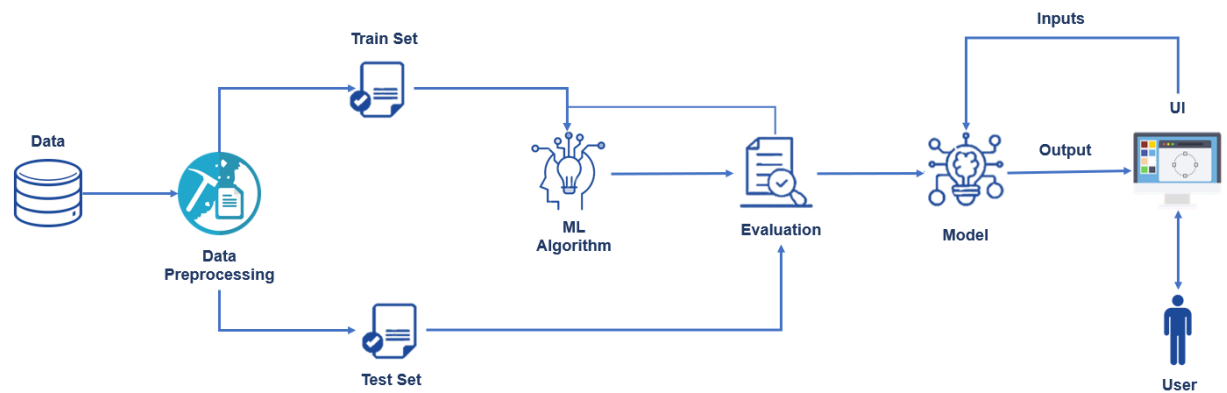 Inputs
Train Set
UI
Data
Output
ML
Algorithm
Evaluation
Model
Data
Preprocessing
Test Set
User